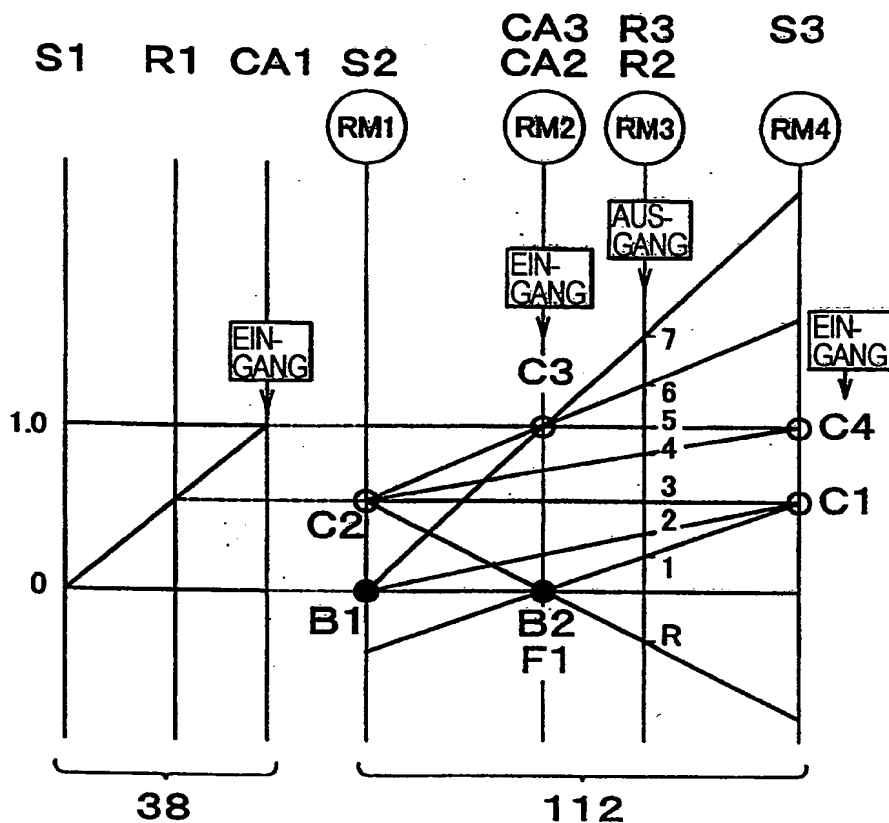 CA3 R3 S3
S1 R1 CA1 S2 CA2 R2
RM1 RM2 RM3 RM4
AUS-
GANG
EIN-
GANG
EIN-
GANG
EIN-
GANG
7
C3
6
1.0
5
C4
4
3
C1
C2
2
1
0
B1
B2
R
F1
38
112